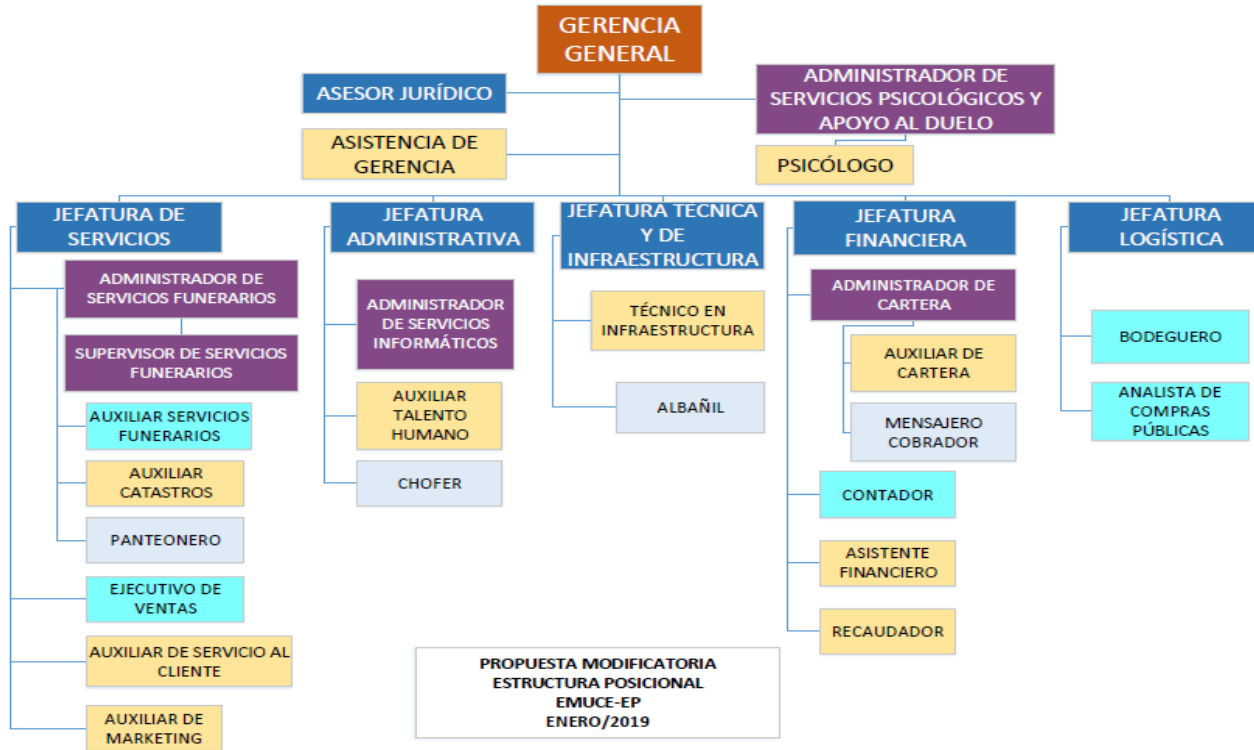 GERENCIA
GENERAL
ASESOR JURÍDICO
ADMINISTRADOR DE
SERVICIOS PSICOLÓGICOS Y
APOYO AL DUELO
ASISTENCIA DE
GERENCIA
PSICÓLOGO
JEFATURA DE
SERVICIOS
ADMINISTRADOR DE
SERVICIOS FUNERARIOS
SUPERVISOR DE SERVICIOS
FUNERARIOS
AUXILIAR SERVICIOS
FUNERARIOS
AUXILIAR
CATASTROS
PANTEONERO
EJECUTIVO DE
VENTAS
AUXILIAR DE SERVICIO AL
CLIENTE
AUXILIAR DE
MARKETING
JEFATURA
ADMINISTRATIVA
ADMINISTRADOR
DE SERVICIOS
INFORMÁTICOS
AUXILIAR
TALENTO
HUMANO
CHOFER
JEFATURA TÉCNICA
Y DE
INFRAESTRUCTURA
TÉCNICO EN
INFRAESTRUCTURA
ALBAÑIL
JEFATURA
FINANCIERA
ADMINISTRADOR DE
CARTERA
AUXILIAR DE
CARTERA
MENSAJERO
COBRADOR
CONTADOR
ASISTENTE
FINANCIERO
RECAUDADOR
JEFATURA
LOGÍSTICA
BODEGUERO
ANALISTA DE
COMPRAS
PÚBLICAS
PROPUESTA MODIFICATORIA
ESTRUCTURA POSICIONAL
EMUCE-EP
ENERO/2019